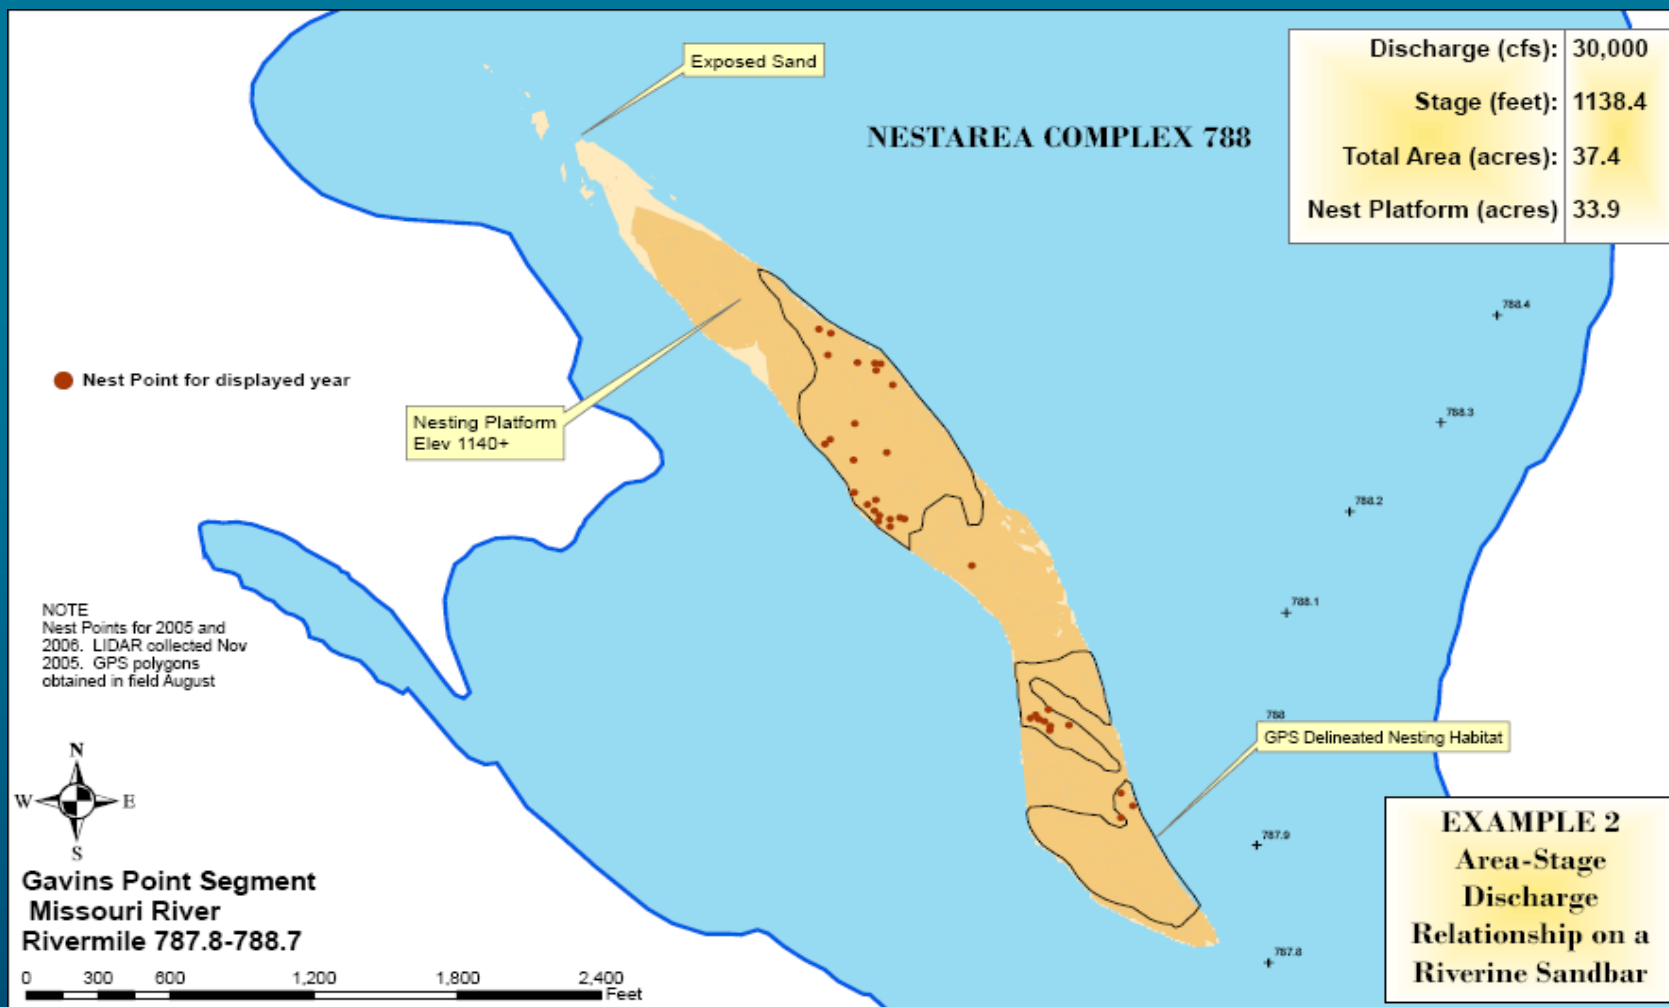 Exposed Sand
NESTAREA COMPLEX 788
Discharge (cfs): 30,000
Stage (feet): 1138.4
Total Area (acres): 37.4
Nest Platform (acres) 33.9
788.4
Nest Point for displayed year
Nesting Platform
Elev 1140+
788.3
788.2
NOTE
Nest Points for 2005 and
2006. LIDAR collected Nov
2005. GPS polygons
obtained in field August
788.1
788
GPS Delineated Nesting Habitat
N
W E
S
787.9
787.8
Gavins Point Segment
Missouri River
Rivermile 787.8-788.7
0 300 600 1,200 1,800 2,400
Feet
EXAMPLE 2
Area-Stage
Discharge
Relationship on a
Riverine Sandbar